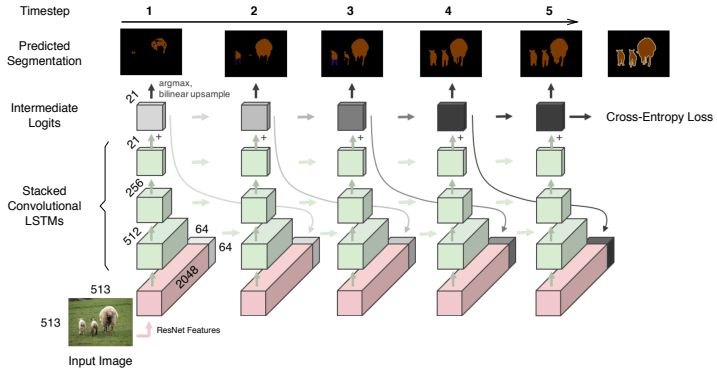 Timestep
1
2
3
4
5
Predicted
Segmentation
argmax,
bilinear upsample
21
Intermediate
Logits
Cross-Entropy Loss
21
+
+
+
+
+
256
Stacked
Convolutional
LSTMs
512
64
64
2048
513
513
ResNet Features
Input Image